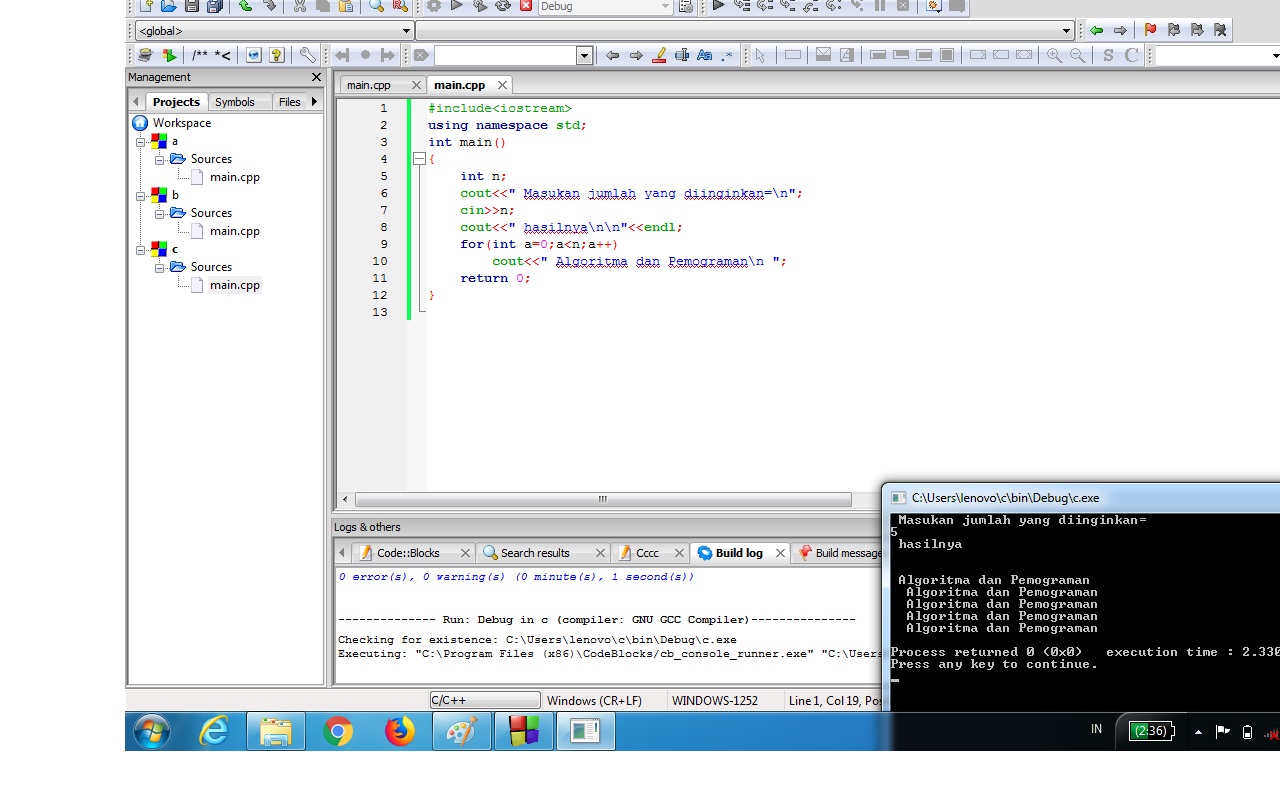 Debug
<global>
/** *<
Aa .*
S C
Management
Projects Symbols Files
Workspace
a
Sources
main.cpp
b
Sources
main.cpp
c
Sources
main.cpp
main.cpp main.cpp
1 #include<iostream>
2 using namespace std;
3 int main()
4 {
5 int n;
6 cout<<" Masukan jumlah yang diinginkan=\n";
7 cin>>n;
8 cout<<" hasilnya\n\n"<<endl;
9 for(int a=0;a<n;a++)
10 cout<<" Algoritma dan Pemograman\n ";
11 return 0;
12 }
13
Logs & others
Code::Blocks Search results Cccc Build log Build message
0 error(s), 0 warning(s) (0 minute(s), 1 second(s))
-------------- Run: Debug in c (compiler: GNU GCC Compiler)---------------
Checking for existence: C:\Users\lenovo\c\bin\Debug\c.exe
Executing: "C:\Program Files (x86)\CodeBlocks/cb_console_runner.exe" "C:\Users
C/C++ Windows (CR+LF) WINDOWS-1252 Line 1, Col 19, Pos
C:\Users\lenovo\c\bin\Debug\c.exe
Masukan jumlah yang diinginkan=
5
hasilnya
Algoritma dan Pemograman
Algoritma dan Pemograman
Algoritma dan Pemograman
Algoritma dan Pemograman
Algoritma dan Pemograman
Process returned 0 (0x0) execution time : 2.330
Press any key to continue.
IN (2:36)